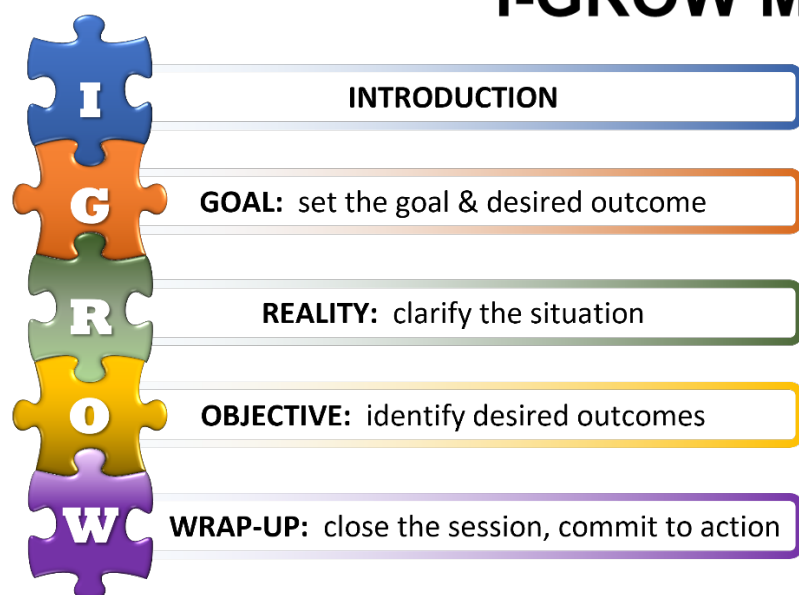 I-GROW M
I
INTRODUCTION
G
GOAL: set the goal & desired outcome
R
REALITY: clarify the situation
O
OBJECTIVE: identify desired outcomes
W
WRAP-UP: close the session, commit to action